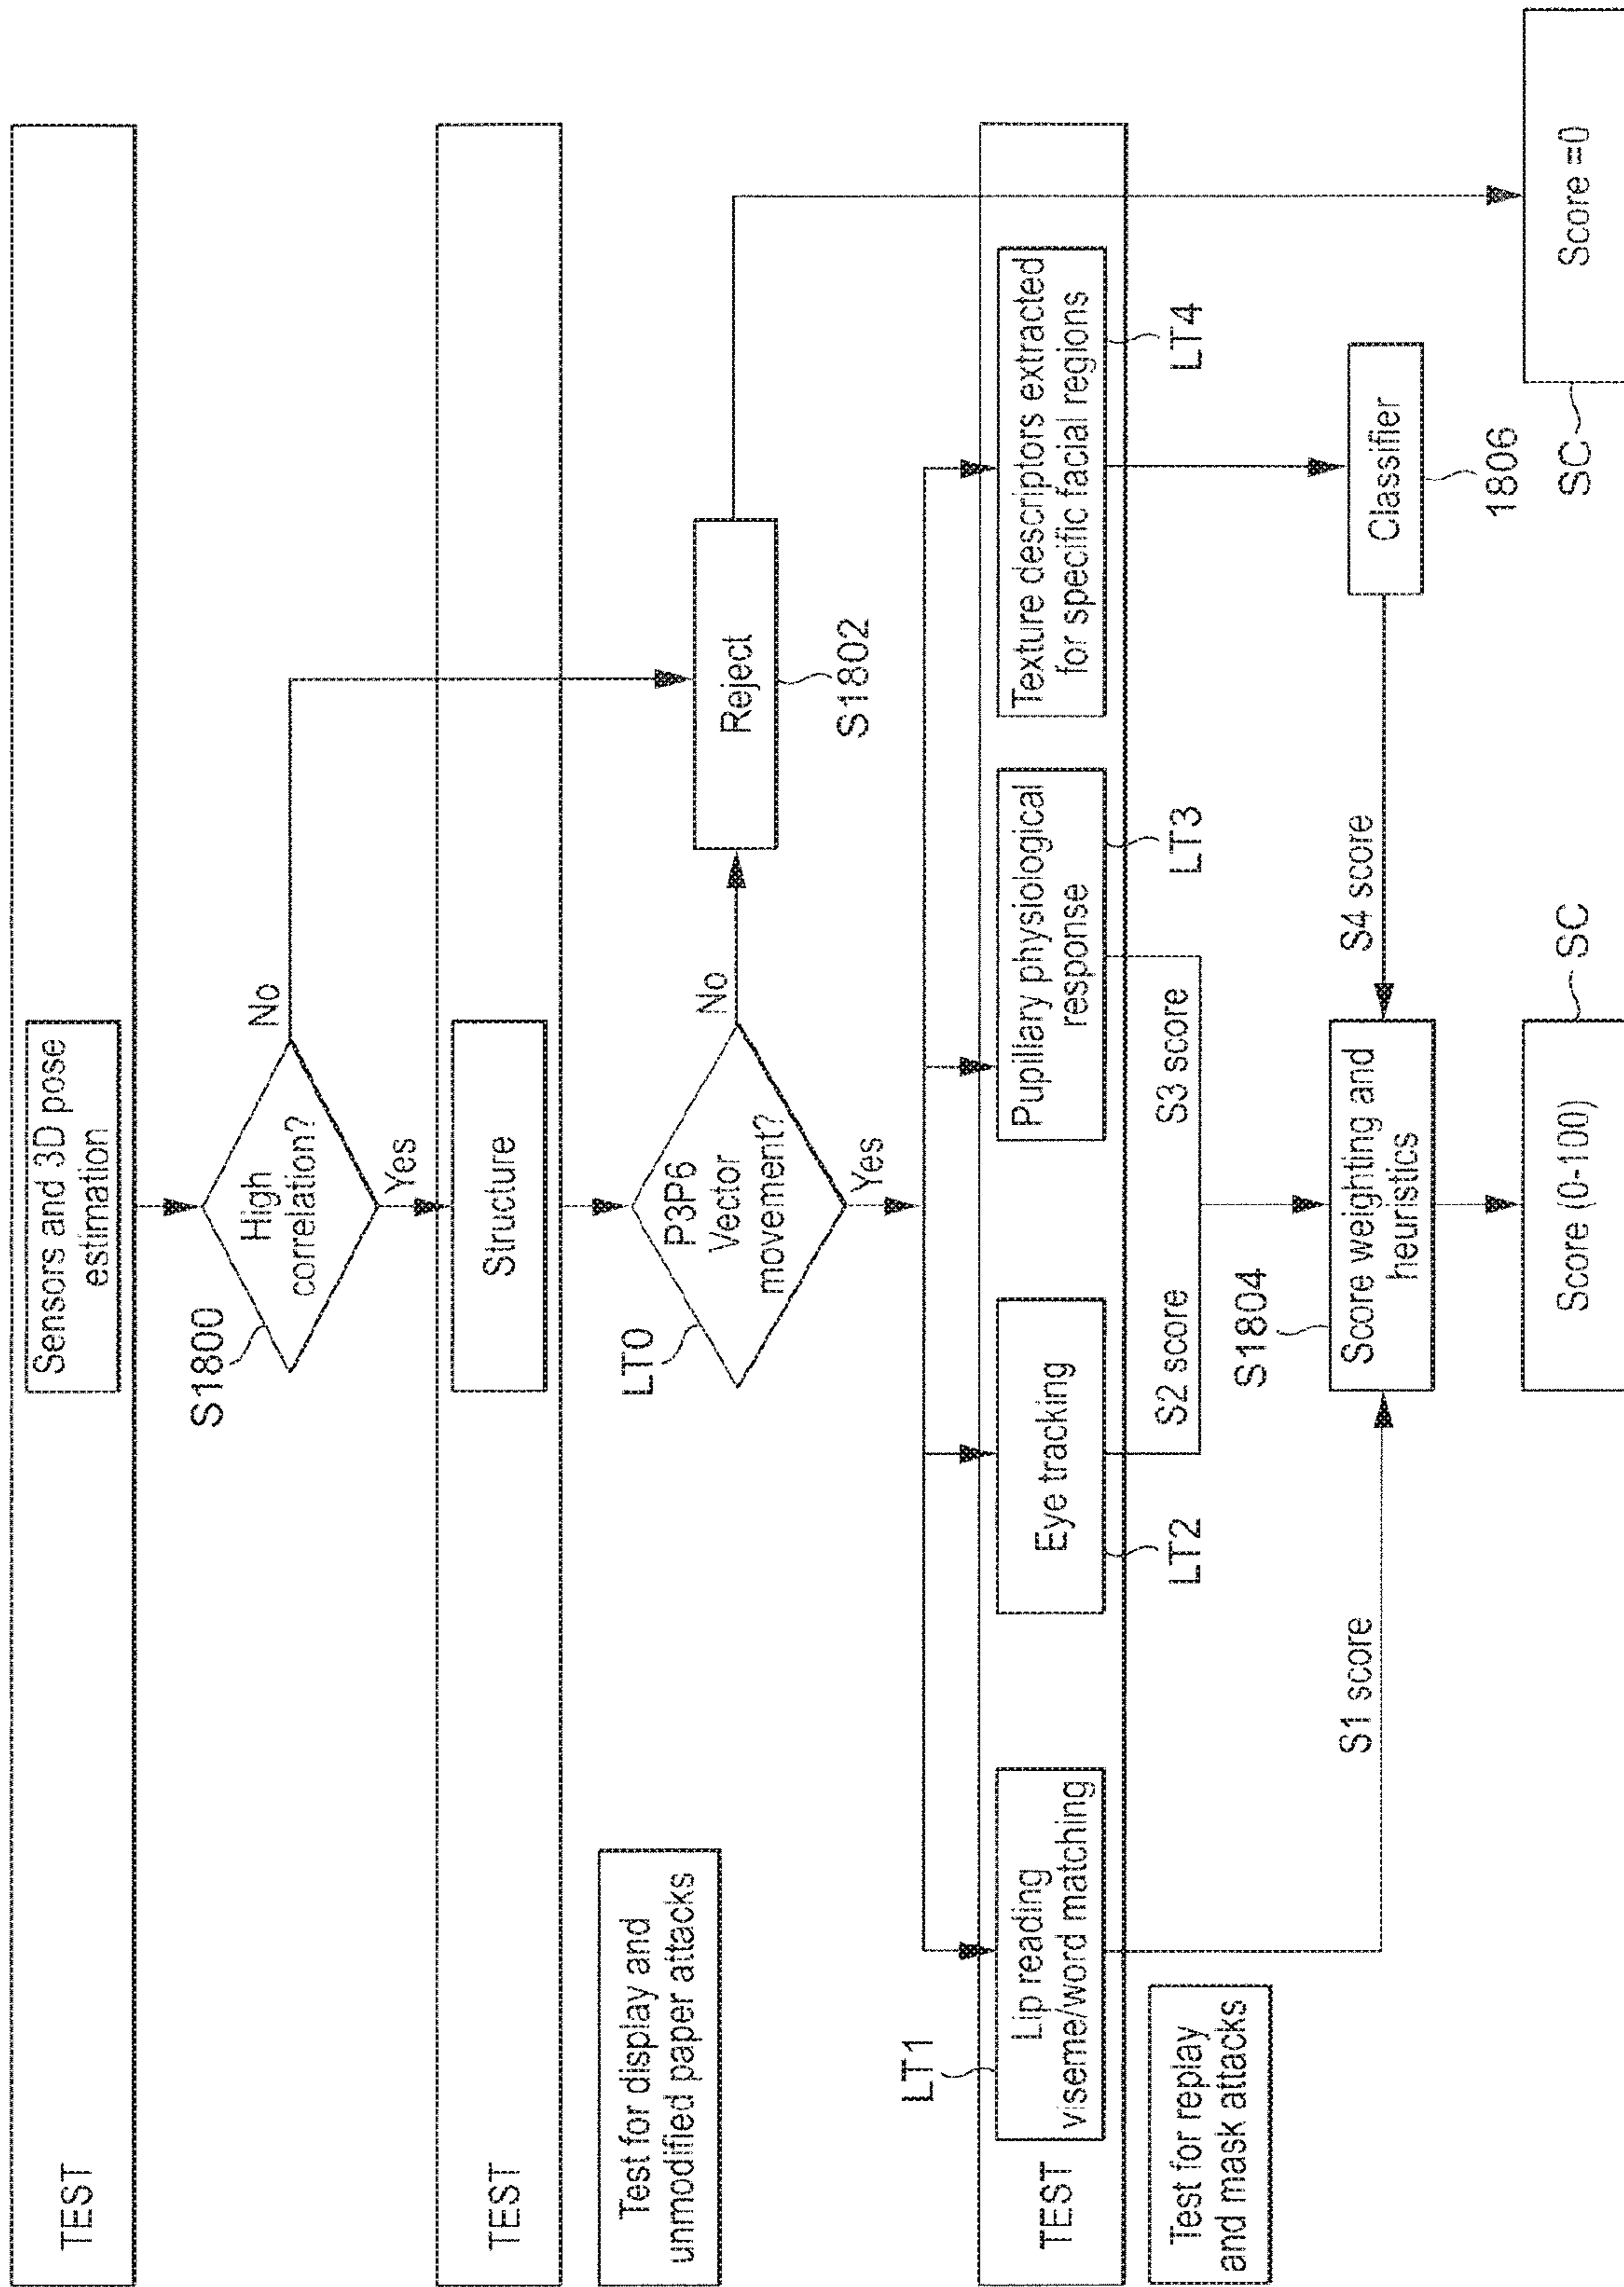 TEST
Sensors and 3D pose
estimation
S1800
High
correlation?
No
Yes
TEST
Structure
Test for display and
unmodified paper attacks
LT0
P3P6
Vector
movement?
No
Yes
Reject
S1802
LT1
TEST
Lip reading
viseme/word matching
Eye tracking
LT2
Pupillary physiological
response
LT3
Texture descriptors extracted
for specific facial regions
LT4
Test for replay
and mask attacks
S2 score
S3 score
S1 score
S1804
Score weighting and
heuristics
S4 score
Classifier
1806
Score (0-100)
SC
SC
Score =0